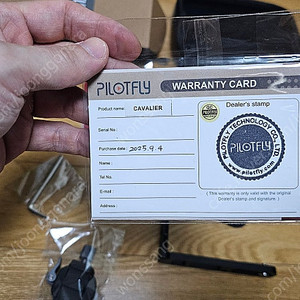 PILOTFLY
WARRANTY CARD
Product name: CAVALIER
Dealer's stamp
Serial No.:
Purchase date: 2025.9.4
Name:
Tel No.:
E-mail:
Address:
PILOTFLY TECHNOLOGY CO. LTD.
PILOTFLY
www.pilotfly.com
( This warranty is only valid with the original
Dealer's stamp and signature )